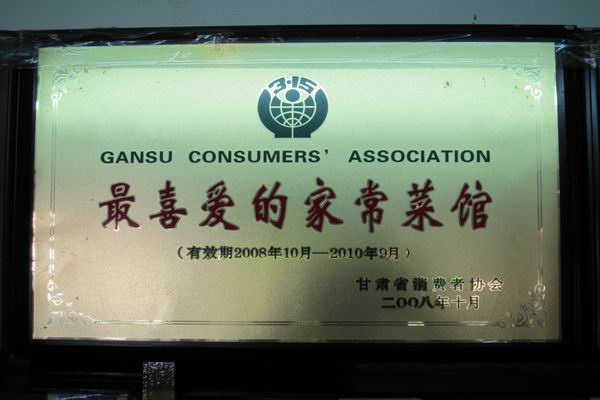 3·15
GANSU CONSUMERS' ASSOCIATION
最喜爱的家常菜馆
(有效期2008年10月—2010年9月)
甘肃省消费者协会
二〇〇八年十月